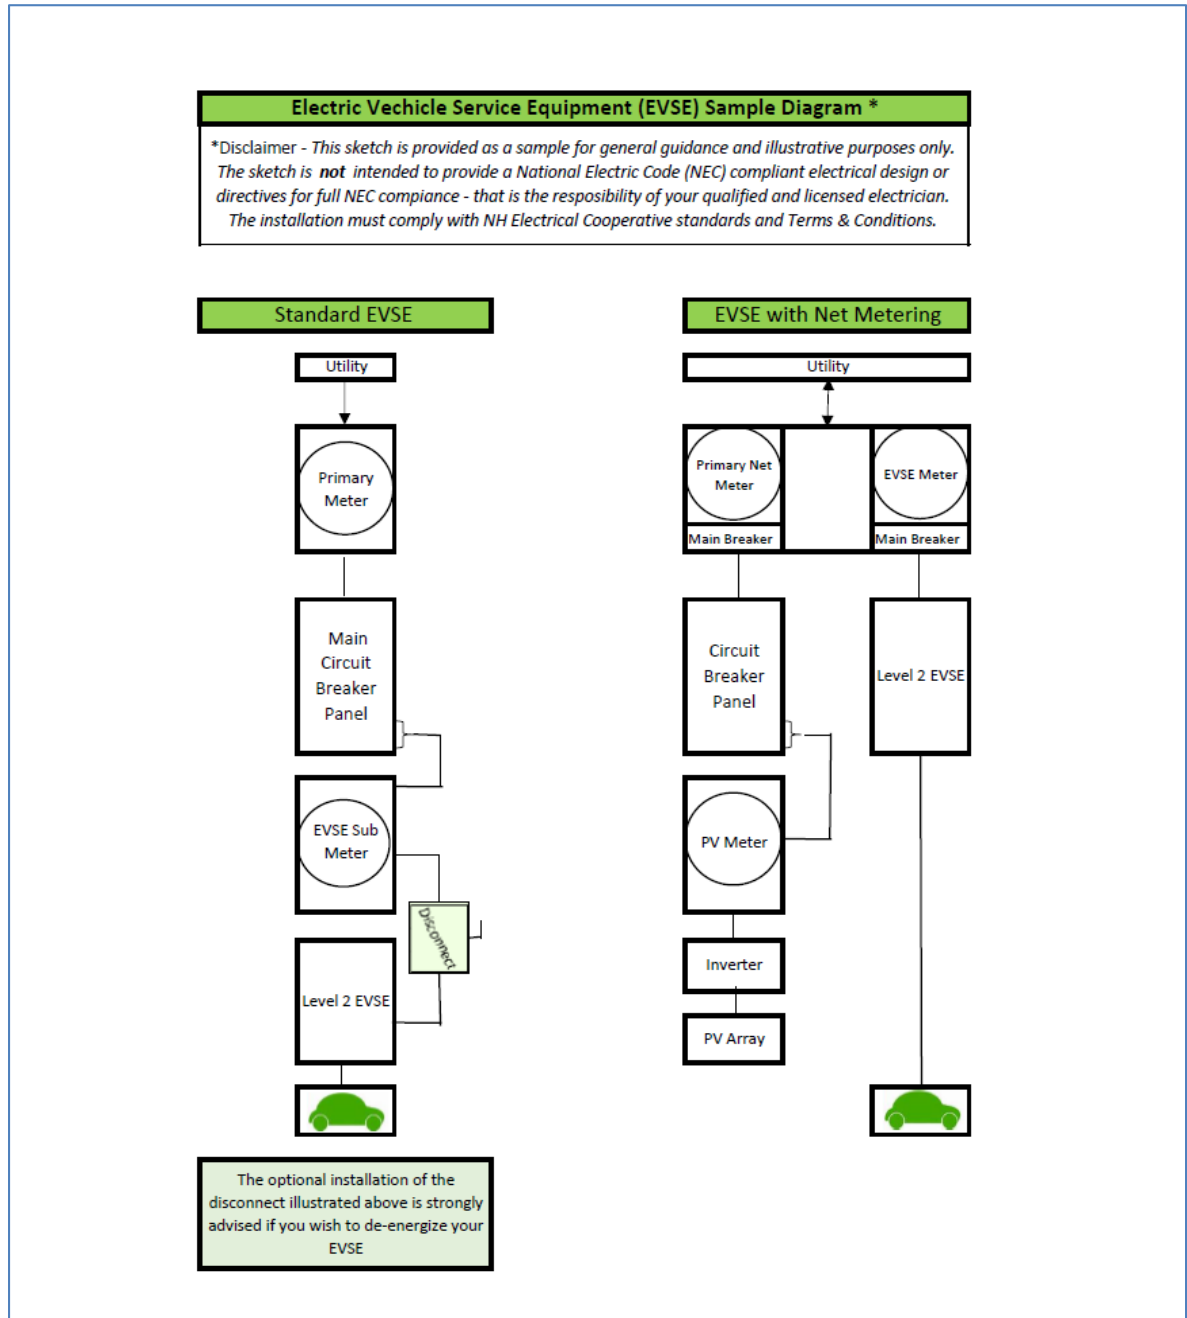 Electric Vechicle Service Equipment (EVSE) Sample Diagram *
*Disclaimer - This sketch is provided as a sample for general guidance and illustrative purposes only.
The sketch is not intended to provide a National Electric Code (NEC) compliant electrical design or
directives for full NEC compiance - that is the resposibility of your qualified and licensed electrician.
The installation must comply with NH Electrical Cooperative standards and Terms & Conditions.
Standard EVSE
Utility
Primary
Meter
Main
Circuit
Breaker
Panel
EVSE Sub
Meter
Disconnect
Level 2 EVSE
The optional installation of the
disconnect illustrated above is strongly
advised if you wish to de-energize your
EVSE
EVSE with Net Metering
Utility
Primary Net
Meter
Main Breaker
EVSE Meter
Main Breaker
Circuit
Breaker
Panel
Level 2 EVSE
PV Meter
Inverter
PV Array